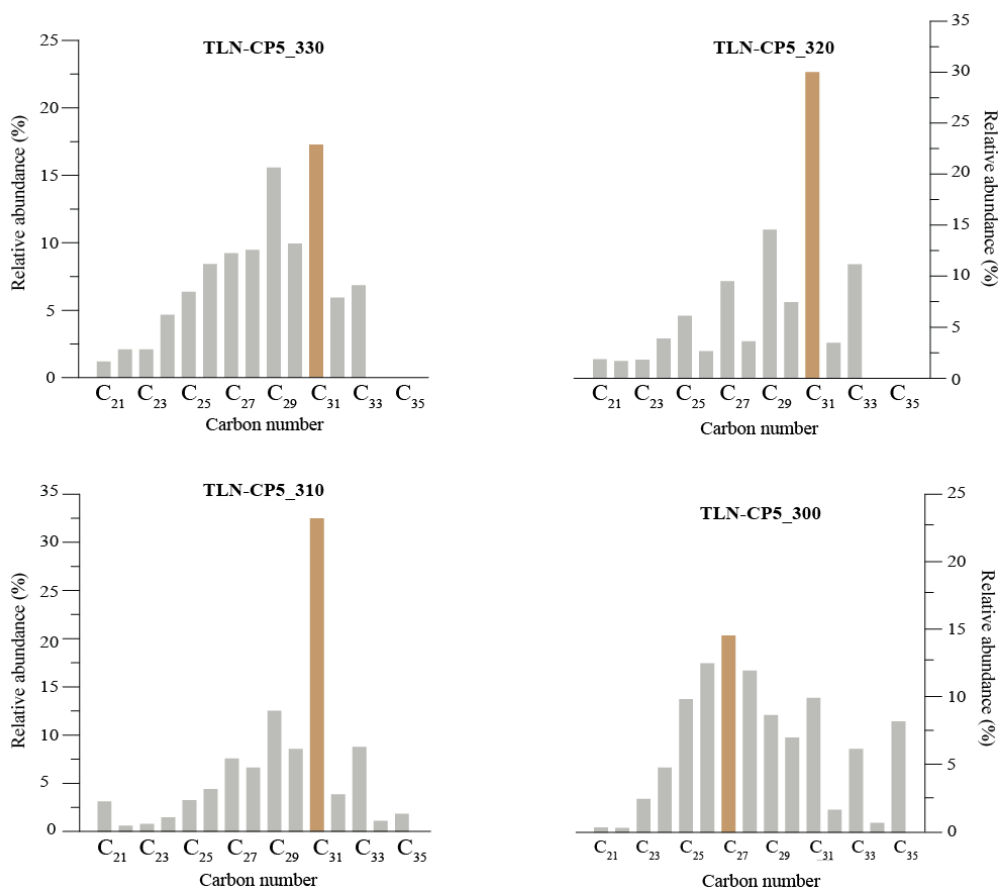 TLN-CP5_330
25
20
15
10
5
0
Relative abundance (%)
C21 C23 C25 C27 C29 C31 C33 C35
Carbon number
TLN-CP5_320
35
30
25
20
15
10
5
0
Relative abundance (%)
C21 C23 C25 C27 C29 C31 C33 C35
Carbon number
TLN-CP5_310
35
30
25
20
15
10
5
0
Relative abundance (%)
C21 C23 C25 C27 C29 C31 C33 C35
Carbon number
TLN-CP5_300
25
20
15
10
5
0
Relative abundance (%)
C21 C23 C25 C27 C29 C31 C33 C35
Carbon number